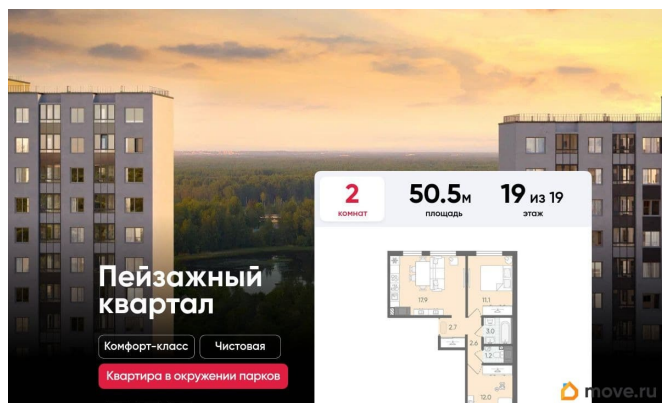 2
комнат
50.5м
площадь
19 из 19
этаж
Пейзажный
квартал
Комфорт-класс
Чистовая
Квартира в окружении парков
17.9
11.1
2.7
3.0
2.6
1.2
12.0
move.ru